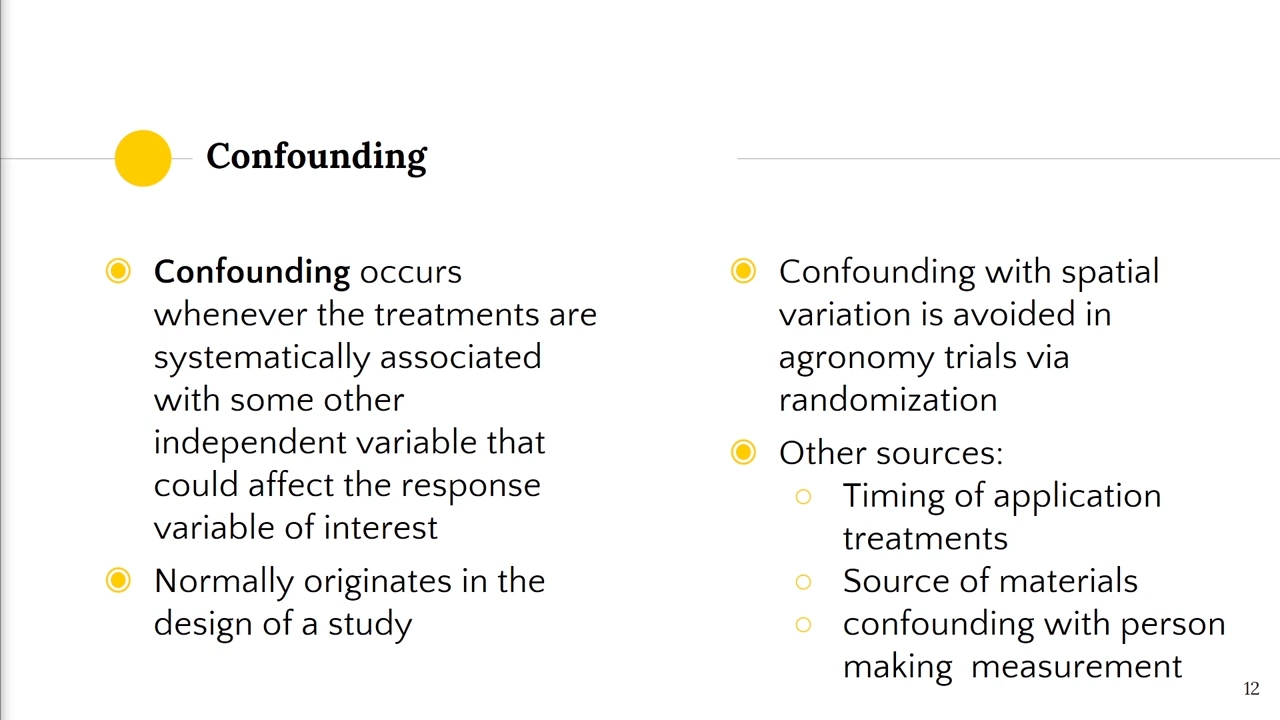 Confounding
Confounding occurs
whenever the treatments are
systematically associated
with some other
independent variable that
could affect the response
variable of interest
Normally originates in the
design of a study
Confounding with spatial
variation is avoided in
agronomy trials via
randomization
Other sources:
Timing of application
treatments
Source of materials
confounding with person
making  measurement
12